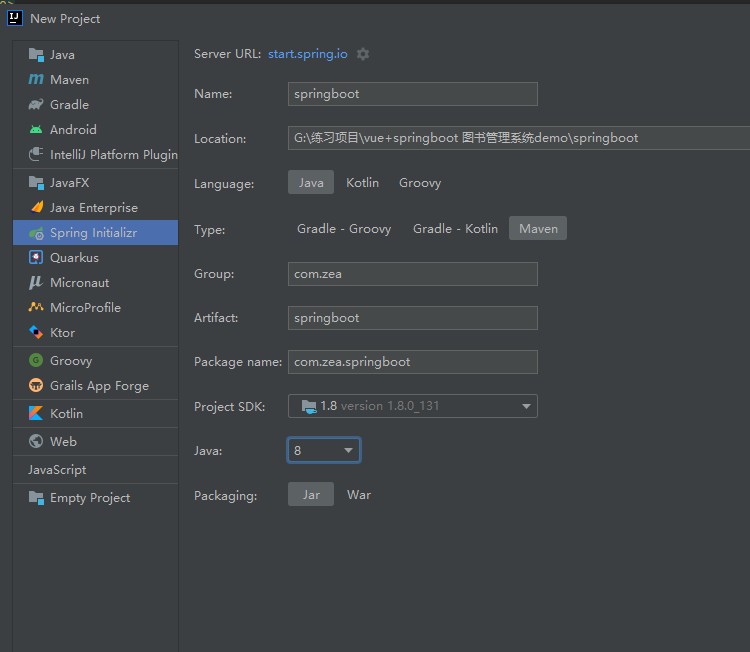 New Project
Java
Maven
Gradle
Android
IntelliJ Platform Plugin
JavaFX
Java Enterprise
Spring Initializr
Quarkus
Micronaut
MicroProfile
Ktor
Groovy
Grails App Forge
Kotlin
Web
JavaScript
Empty Project
Server URL: start.spring.io
Name: springboot
Location: G:\练习项目\vue+springboot 图书管理系统demo\springboot
Language: Java Kotlin Groovy
Type: Gradle - Groovy Gradle - Kotlin Maven
Group: com.zea
Artifact: springboot
Package name: com.zea.springboot
Project SDK: 1.8 version 1.8.0_131
Java: 8
Packaging: Jar War